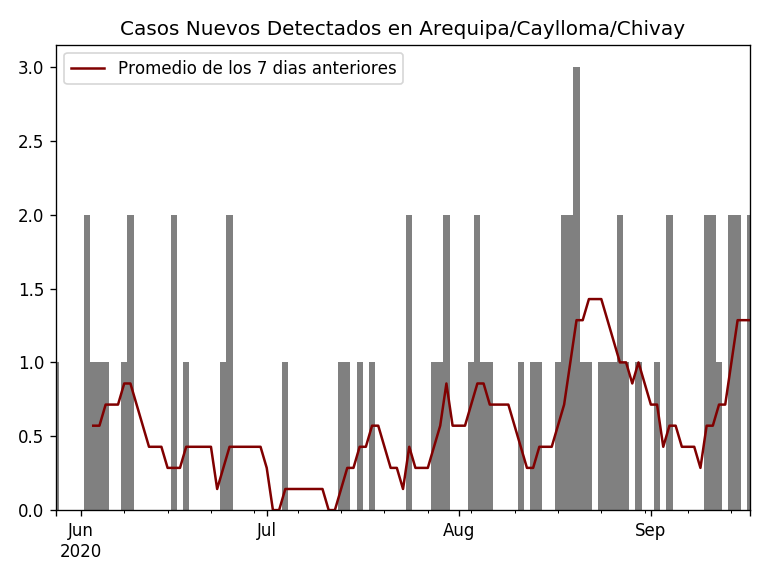 Casos Nuevos Detectados en Arequipa/Caylloma/Chivay
Promedio de los 7 dias anteriores
3.0
2.5
2.0
1.5
1.0
0.5
0.0
Jun Jul Aug Sep
2020